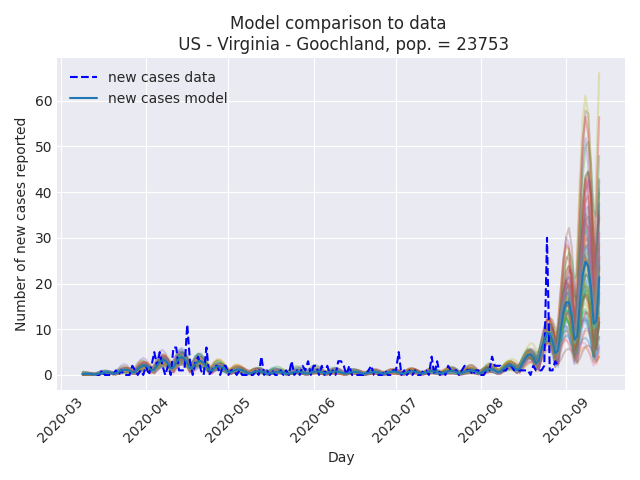 Model comparison to data
US - Virginia - Goochland, pop. = 23753
new cases data
new cases model
Number of new cases reported
60
50
40
30
20
10
0
2020-03
2020-04
2020-05
2020-06
2020-07
2020-08
2020-09
Day